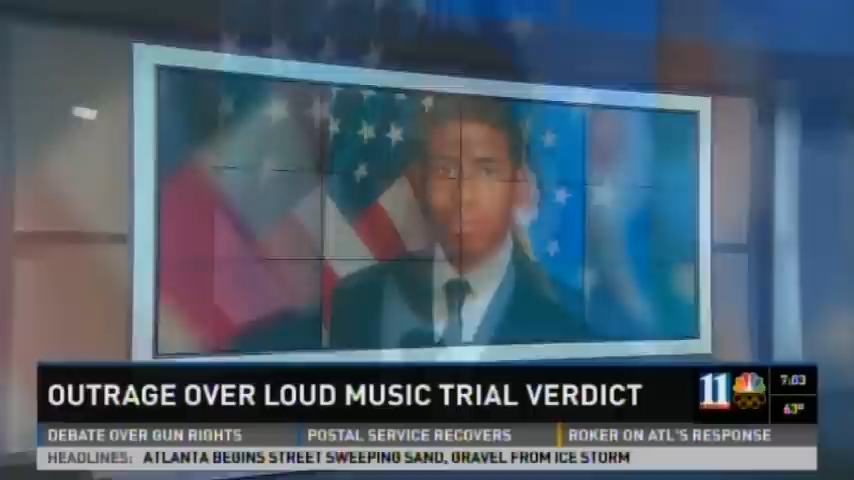 OUTRAGE OVER LOUD MUSIC TRIAL VERDICT
11
7:03
63°
DEBATE OVER GUN RIGHTS
POSTAL SERVICE RECOVERS
ROKER ON ATL'S RESPONSE
HEADLINES: ATLANTA BEGINS STREET SWEEPING SAND, GRAVEL FROM ICE STORM